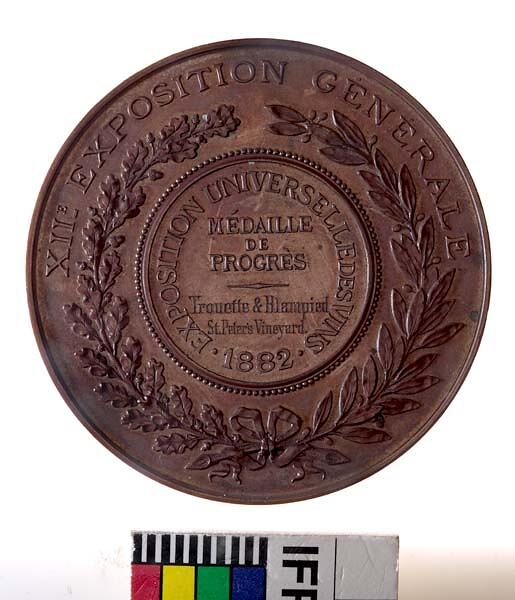 XIIE EXPOSITION GÉNÉRALE
EXPOSITION UNIVERSELLE DES VINS
MÉDAILLE
DE
PROGRÈS
Trouette & Blampied
St. Peter's Vineyard.
· 1882 ·
IFF